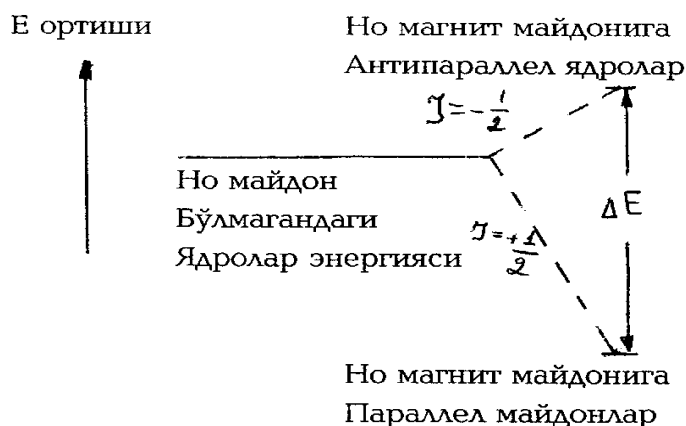 Е ортиши
Но магнит майдонига
Антипараллел ядролар
J = - 1/2
Но майдон
Бўлмагандаги
Ядролар энергияси
J = + 1/2
ΔE
Но магнит майдонига
Параллел майдонлар